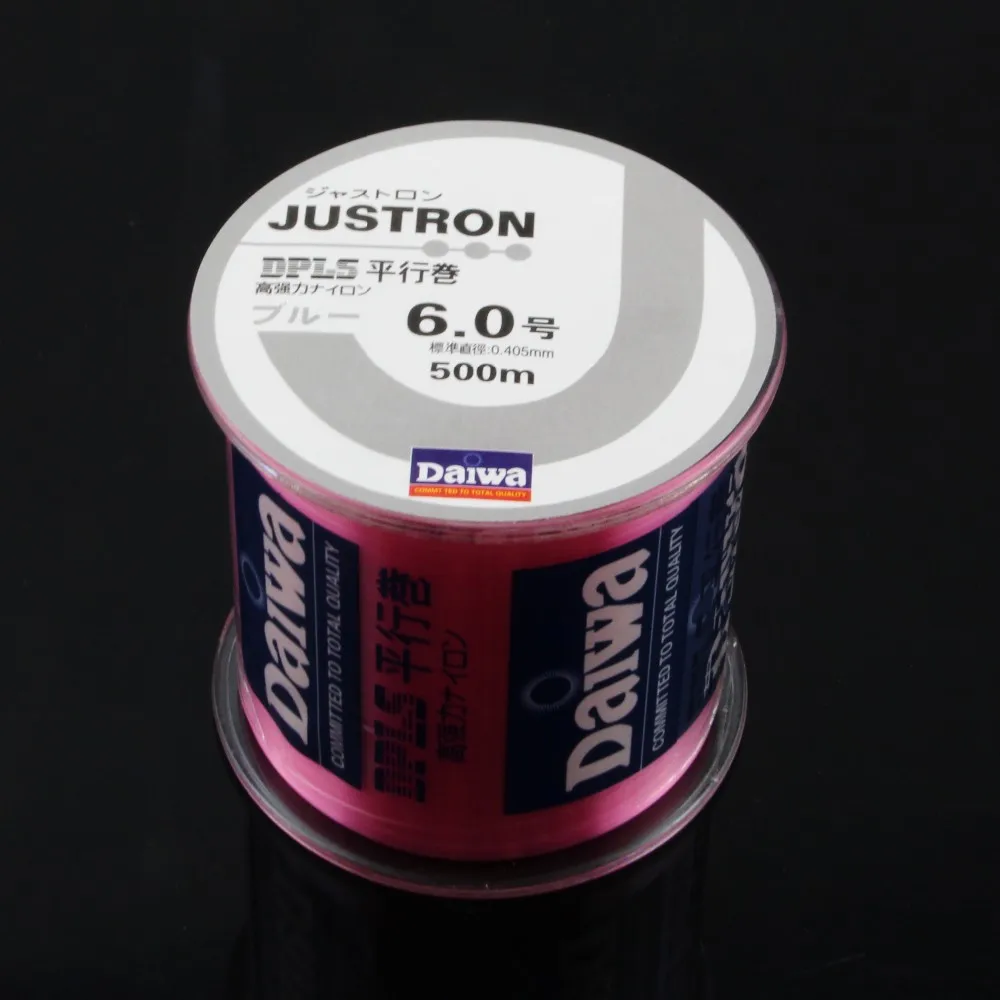 ジャストロン
JUSTRON
DPLS 平行巻
高強力ナイロン
ブルー
6.0号
標準直徑:0.405mm
500m
Daiwa
COMMITTED TO TOTAL QUALITY
Daiwa
COMMITTED TO TOTAL QUALITY
DPLS 平行巻
高強力ナイロン
Daiwa
COMMITTED TO TOTAL QUALITY